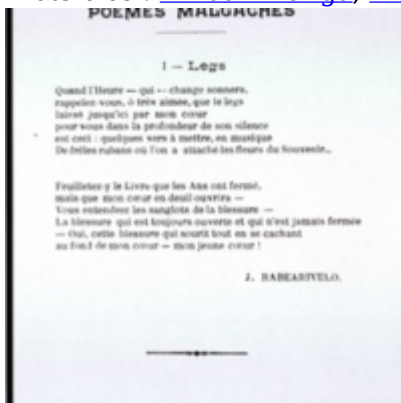 POEMES MALGACHES
I — Legs
Quand l'Heure — qui -- change sonnera,
rappelez-vous, ô très aimée, que le legs
laissé jusqu'ici par mon cœur
pour vous dans la profondeur de son silence
est ceci : quelques vers à mettre, en musique
De frêles rubans où l'on a attaché les fleurs du Souvenir..
Feuilletez-y le Livre que les Ans ont fermé,
mais que mon cœur en deuil ouvrira —
Vous entendrez les sanglots de la blessure —
La blessure qui est toujours ouverte et qui n'est jamais fermée
— Oui, cette blessure qui sourit tout en se cachant
au fond de mon cœur — mon jeune cœur !
J. RABEARIVELO.